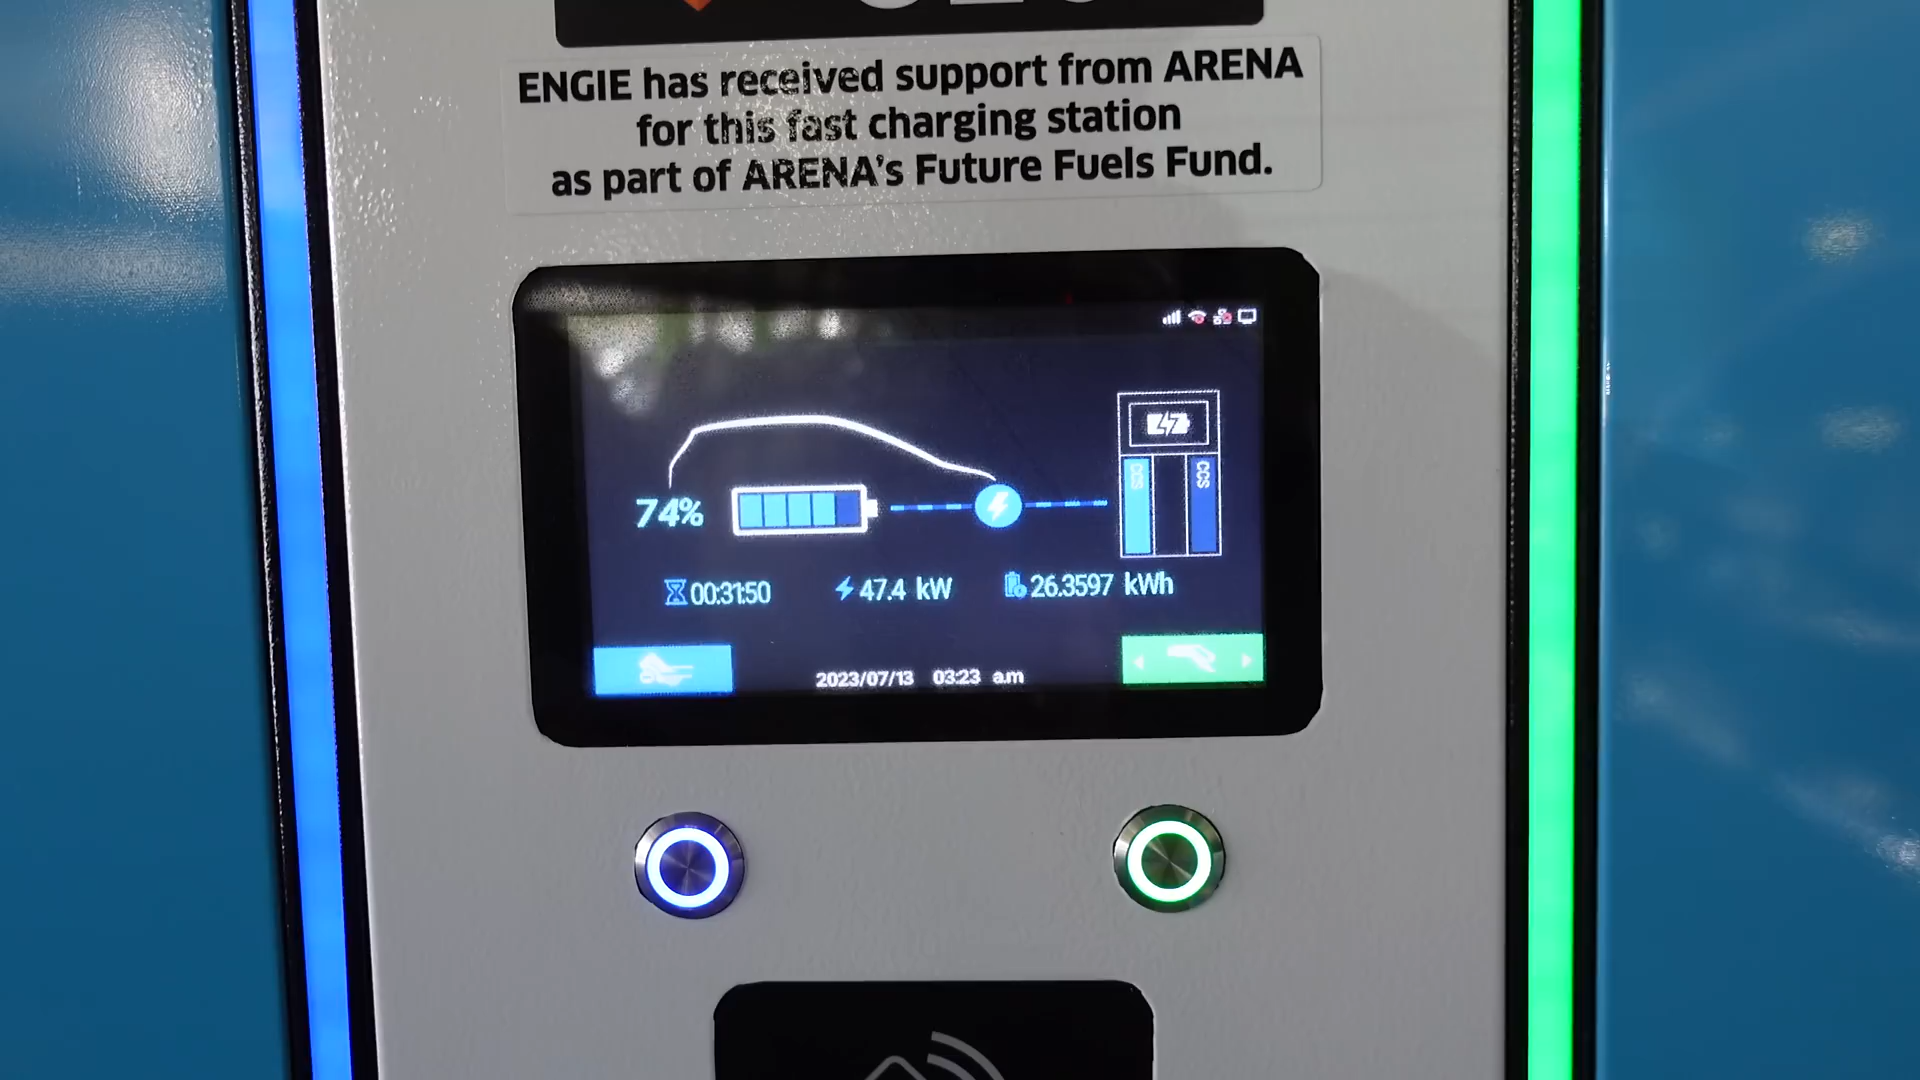 ENGIE has received support from ARENA
for this fast charging station
as part of ARENA's Future Fuels Fund.
CCS CCS
74%
00:31:50 47.4 kW 26.3597 kWh
2023/07/13 03:23 a.m